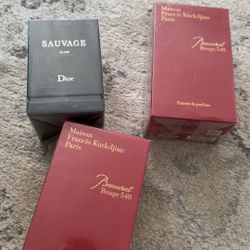 SAUVAGE
ELIXIR
Dior
Maison
Francis Kurkdjian
Paris
Baccarat
Rouge 540
Extrait de parfum
Maison
Francis Kurkdjian
Paris
Baccarat
Rouge 540